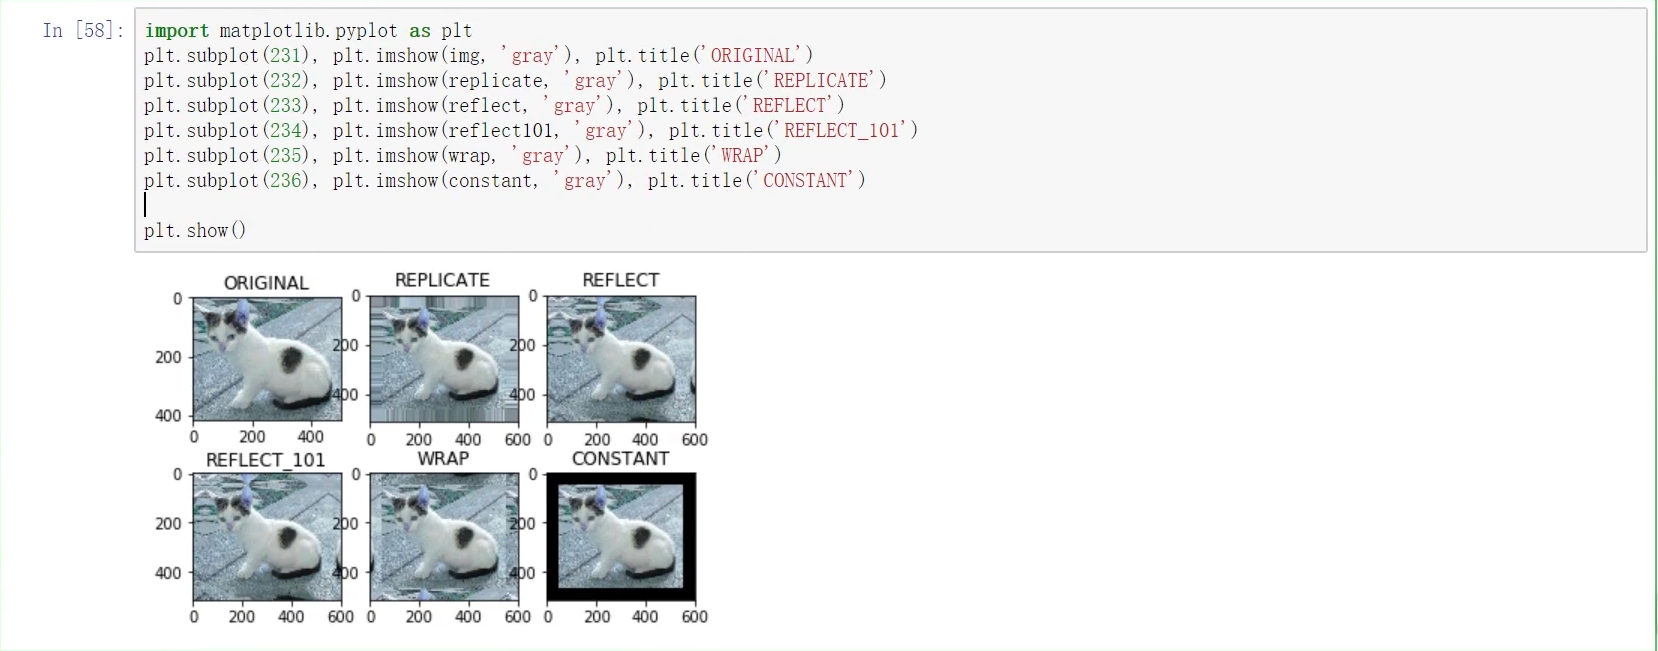 In [58]:
import matplotlib.pyplot as plt
plt.subplot(231), plt.imshow(img, 'gray'), plt.title('ORIGINAL')
plt.subplot(232), plt.imshow(replicate, 'gray'), plt.title('REPLICATE')
plt.subplot(233), plt.imshow(reflect, 'gray'), plt.title('REFLECT')
plt.subplot(234), plt.imshow(reflect101, 'gray'), plt.title('REFLECT_101')
plt.subplot(235), plt.imshow(wrap, 'gray'), plt.title('WRAP')
plt.subplot(236), plt.imshow(constant, 'gray'), plt.title('CONSTANT')
plt.show()
ORIGINAL
0
200
400
0 200 400
REPLICATE
0
200
400
0 200 400 600
REFLECT
0
200
400
0 200 400 600
REFLECT_101
0
200
400
0 200 400 600
WRAP
0
200
400
0 200 400 600
CONSTANT
0
200
400
0 200 400 600